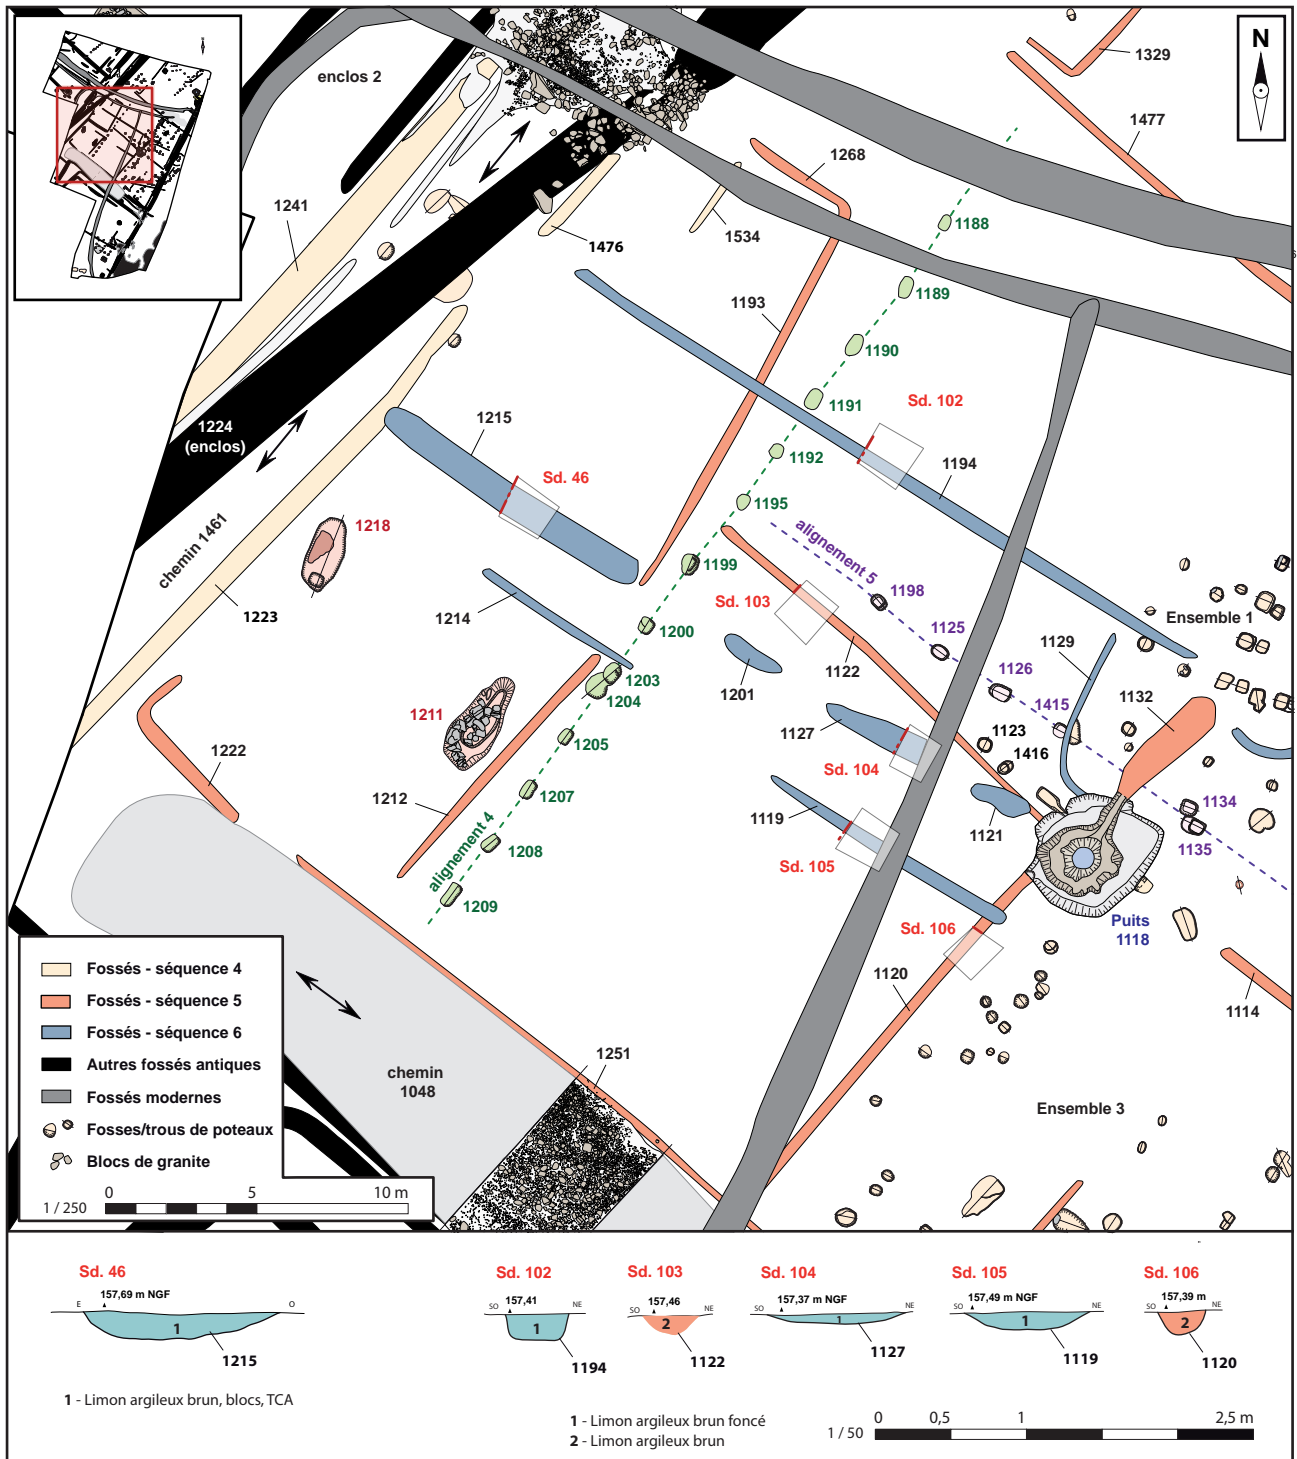 N
enclos 2
1329
1477
1268
1241
1534
1476
1188
1189
1193
1190
1191
Sd. 102
1224
(enclos)
1215
1192
1194
Sd. 46
1195
alignement 5
chemin 1461
1218
1199
1198
Sd. 103
Ensemble 1
1223
1214
1200
1125
1122
1129
1203
1201
1126
1132
1204
1211
1415
1222
1205
1127
1123
1416
Sd. 104
1212
1207
1119
1121
1134
1208
1135
alignement 4
Sd. 105
1209
Puits
1118
Sd. 106
1120
1114
Fossés - séquence 4
Fossés - séquence 5
Fossés - séquence 6
Autres fossés antiques
Fossés modernes
Fosses/trous de poteaux
Blocs de granite
1 / 250
0 5 10 m
chemin
1048
1251
Ensemble 3
Sd. 46
E 157,69 m NGF O
1
1215
Sd. 102
SO 157,41 NE
1
1194
Sd. 103
SO 157,46 NE
2
1122
Sd. 104
SO 157,37 m NGF NE
1
1127
Sd. 105
SO 157,49 m NGF NE
1
1119
Sd. 106
SO 157,39 m NE
2
1120
1 - Limon argileux brun, blocs, TCA
1 - Limon argileux brun foncé
2 - Limon argileux brun
1 / 50
0 0,5 1 2,5 m